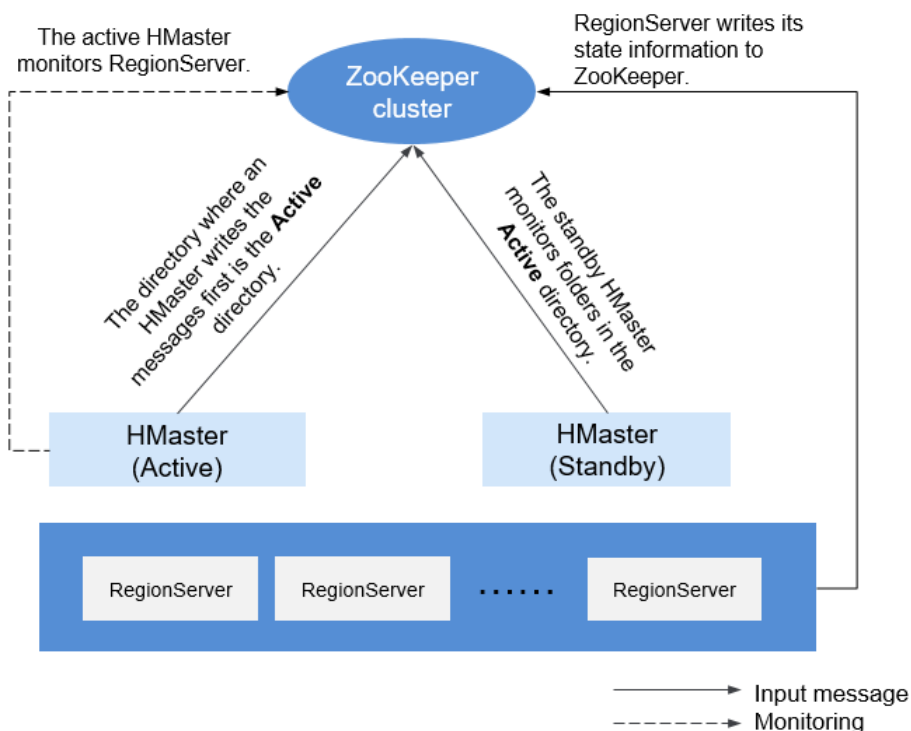 The active HMaster
monitors RegionServer.
RegionServer writes its
state information to
ZooKeeper.
ZooKeeper
cluster
The directory where an
HMaster writes the
messages first is the Active
directory.
The standby HMaster
monitors folders in the
Active directory.
HMaster
(Active)
HMaster
(Standby)
RegionServer
RegionServer
······
RegionServer
Input message
Monitoring